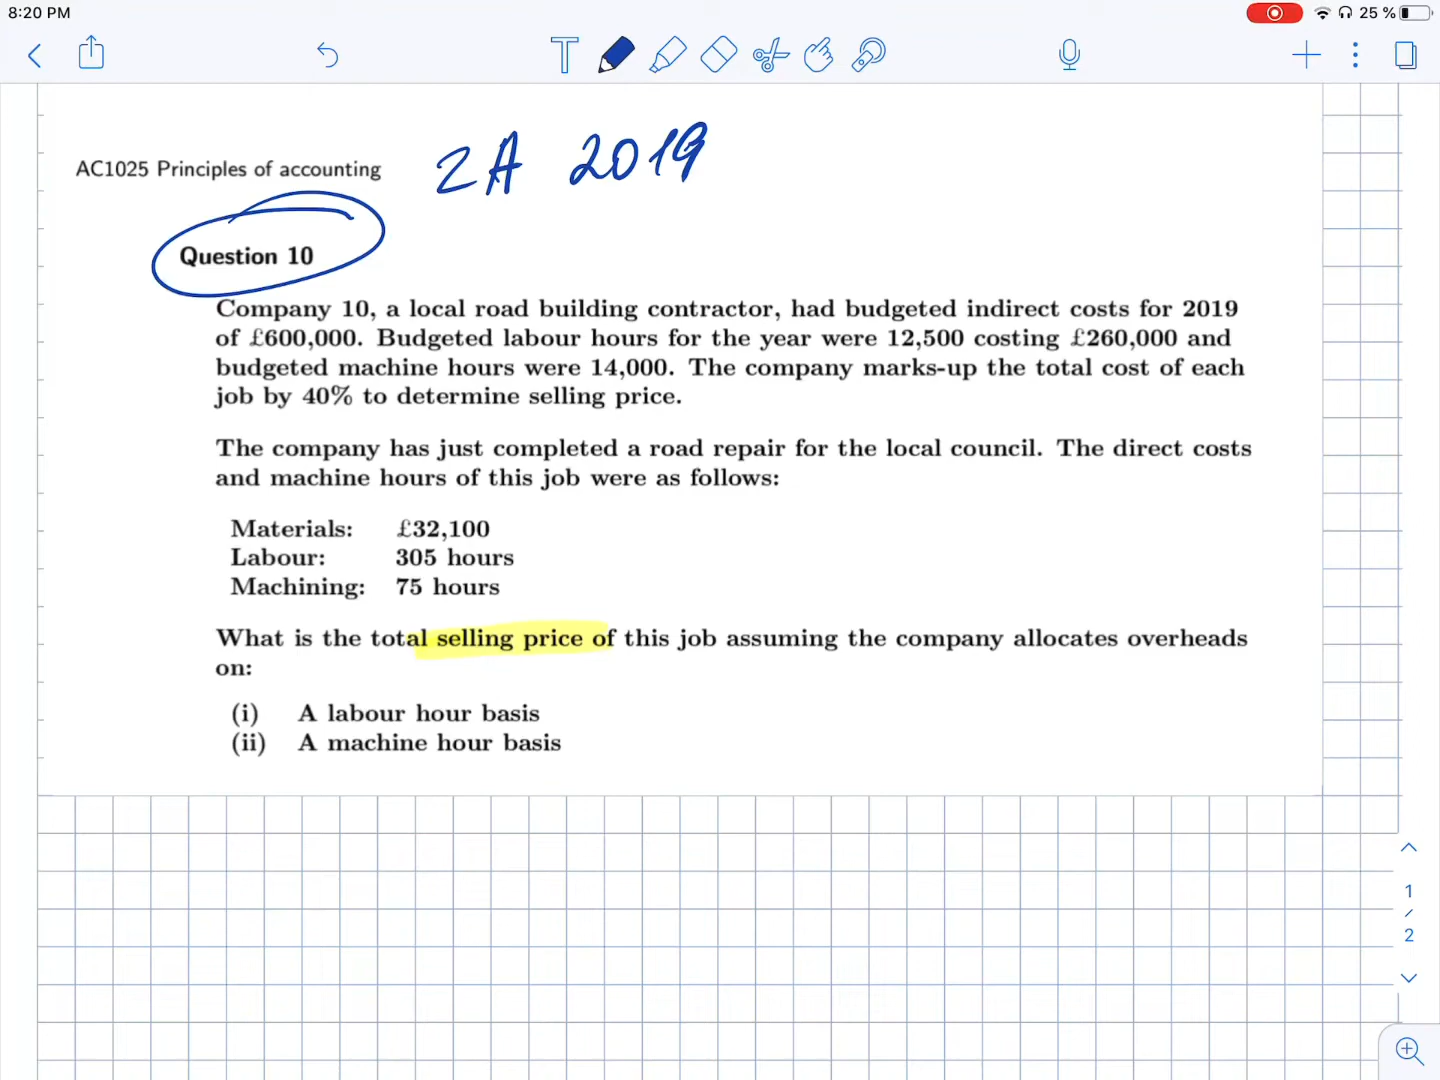 8:20 PM
25 %
AC1025 Principles of accounting
ZA 2019
Question 10
Company 10, a local road building contractor, had budgeted indirect costs for 2019
of £600,000. Budgeted labour hours for the year were 12,500 costing £260,000 and
budgeted machine hours were 14,000. The company marks-up the total cost of each
job by 40% to determine selling price.
The company has just completed a road repair for the local council. The direct costs
and machine hours of this job were as follows:
Materials: £32,100
Labour: 305 hours
Machining: 75 hours
What is the total selling price of this job assuming the company allocates overheads
on:
(i) A labour hour basis
(ii) A machine hour basis
1
/
2